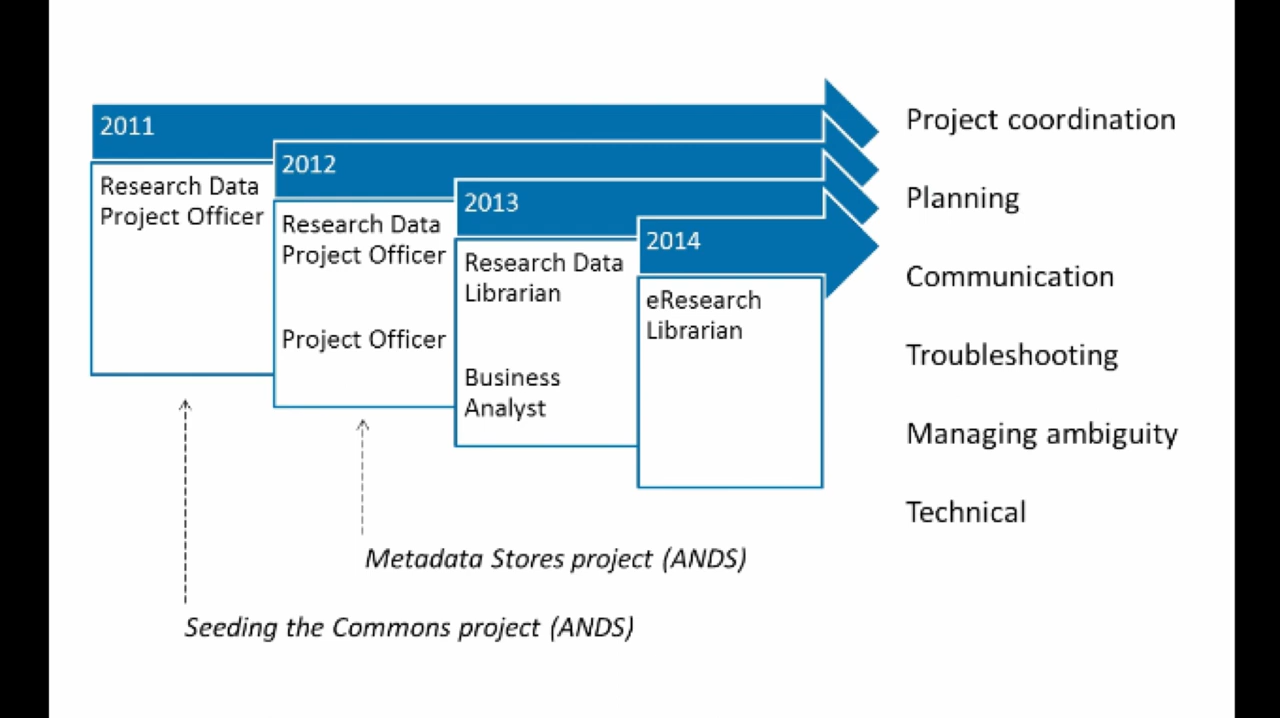 2011
Research Data
Project Officer
2012
Research Data
Project Officer
Project Officer
2013
Research Data
Librarian
Business
Analyst
2014
eResearch
Librarian
Project coordination
Planning
Communication
Troubleshooting
Managing ambiguity
Technical
Metadata Stores project (ANDS)
Seeding the Commons project (ANDS)